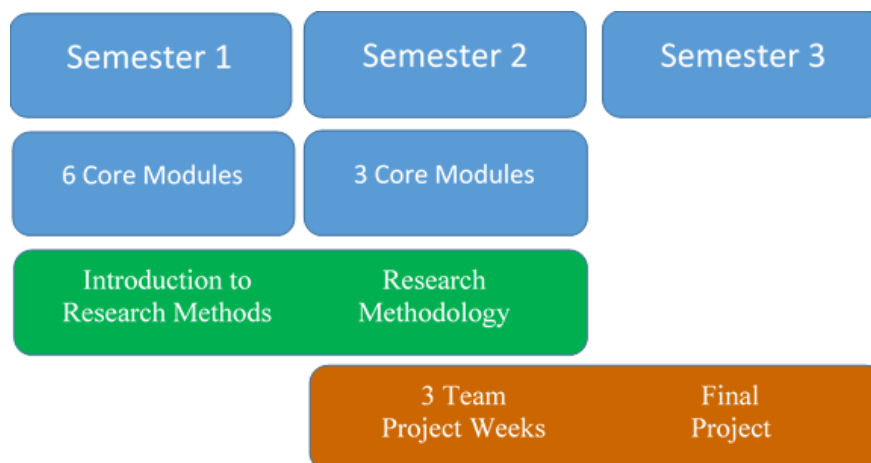 Semester 1
Semester 2
Semester 3
6 Core Modules
3 Core Modules
Introduction to
Research Methods
Research
Methodology
3 Team
Project Weeks
Final
Project